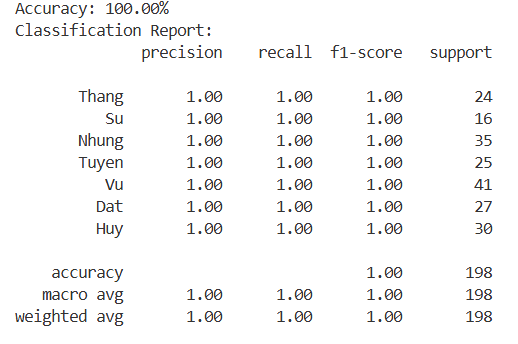 Accuracy: 100.00%
Classification Report:
precision recall f1-score support
Thang 1.00 1.00 1.00 24
Su 1.00 1.00 1.00 16
Nhung 1.00 1.00 1.00 35
Tuyen 1.00 1.00 1.00 25
Vu 1.00 1.00 1.00 41
Dat 1.00 1.00 1.00 27
Huy 1.00 1.00 1.00 30
accuracy 1.00 198
macro avg 1.00 1.00 1.00 198
weighted avg 1.00 1.00 1.00 198